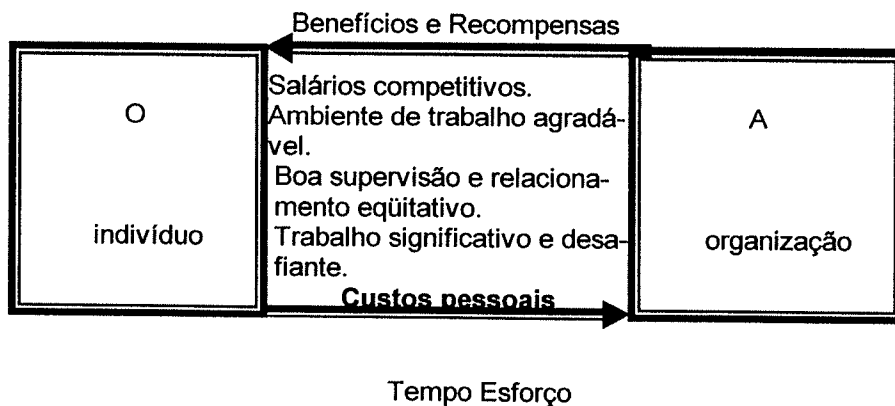 Benefícios e Recompensas
O
indivíduo
Salários competitivos.
Ambiente de trabalho agradá-
vel.
Boa supervisão e relaciona-
mento eqüitativo.
Trabalho significativo e desa-
fiante.
Custos pessoais
A
organização
Tempo Esforço